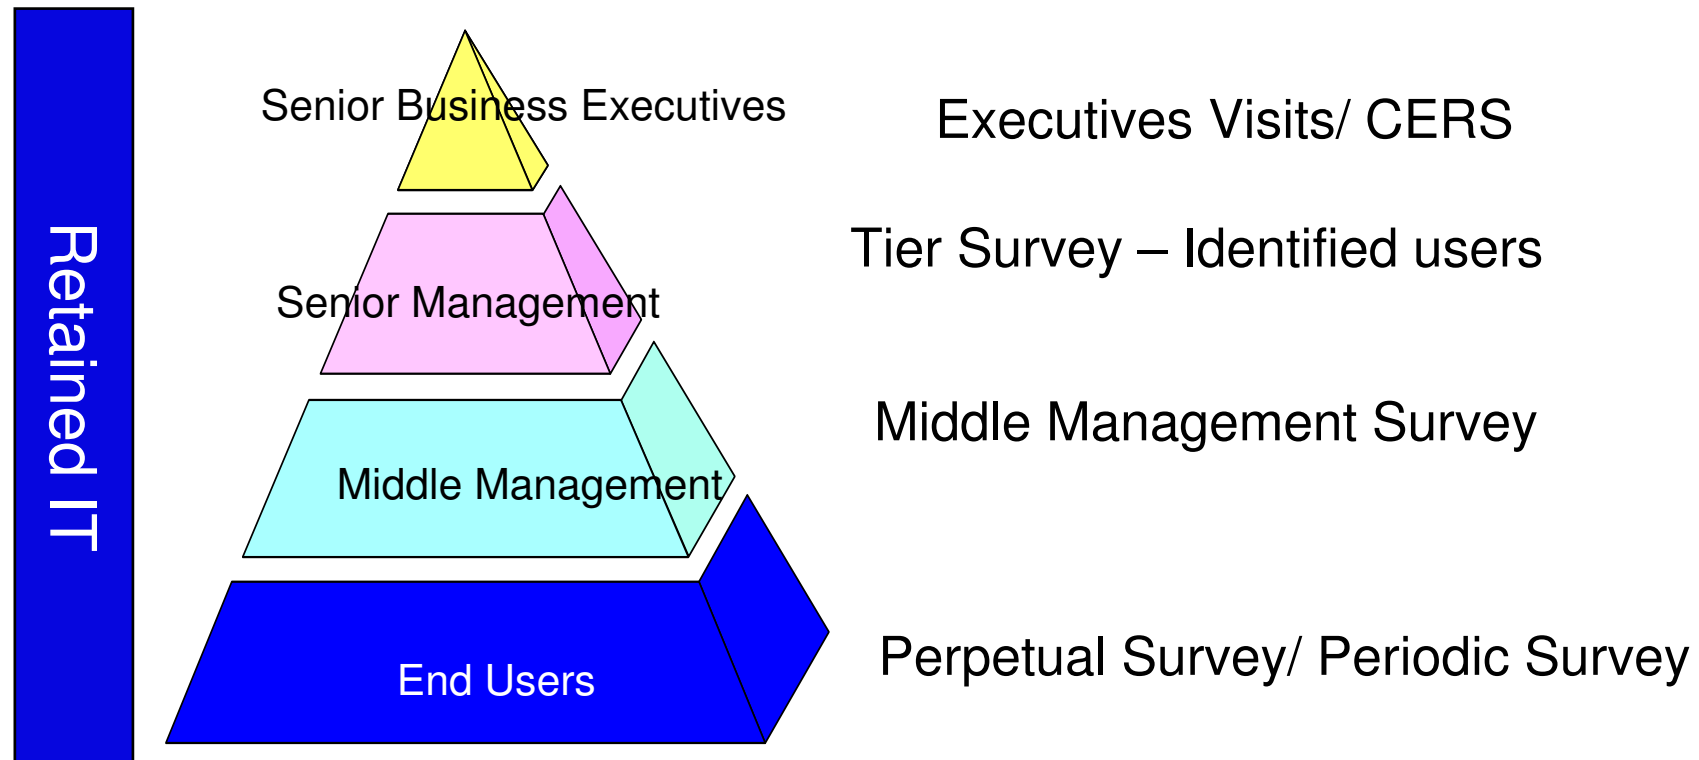 Retained IT
Senior Business Executives
Executives Visits/ CERS
Tier Survey – Identified users
Senior Management
Middle Management Survey
Middle Management
Perpetual Survey/ Periodic Survey
End Users